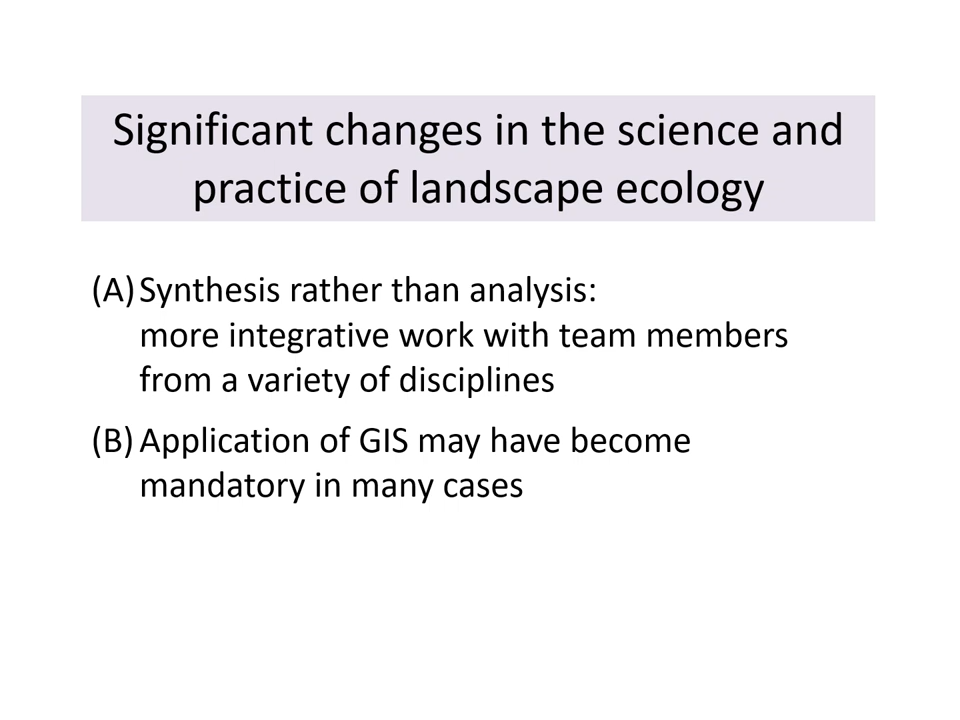 Significant changes in the science and
practice of landscape ecology
(A) Synthesis rather than analysis:
more integrative work with team members
from a variety of disciplines
(B) Application of GIS may have become
mandatory in many cases